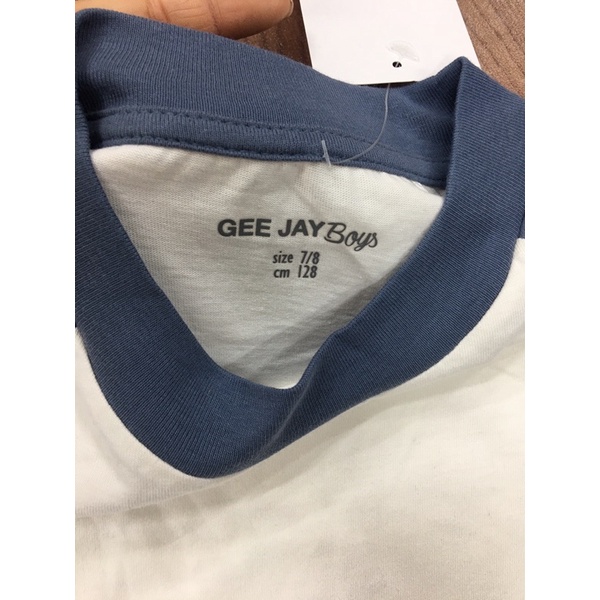 GEE JAY Boys
size 7/8
cm 128